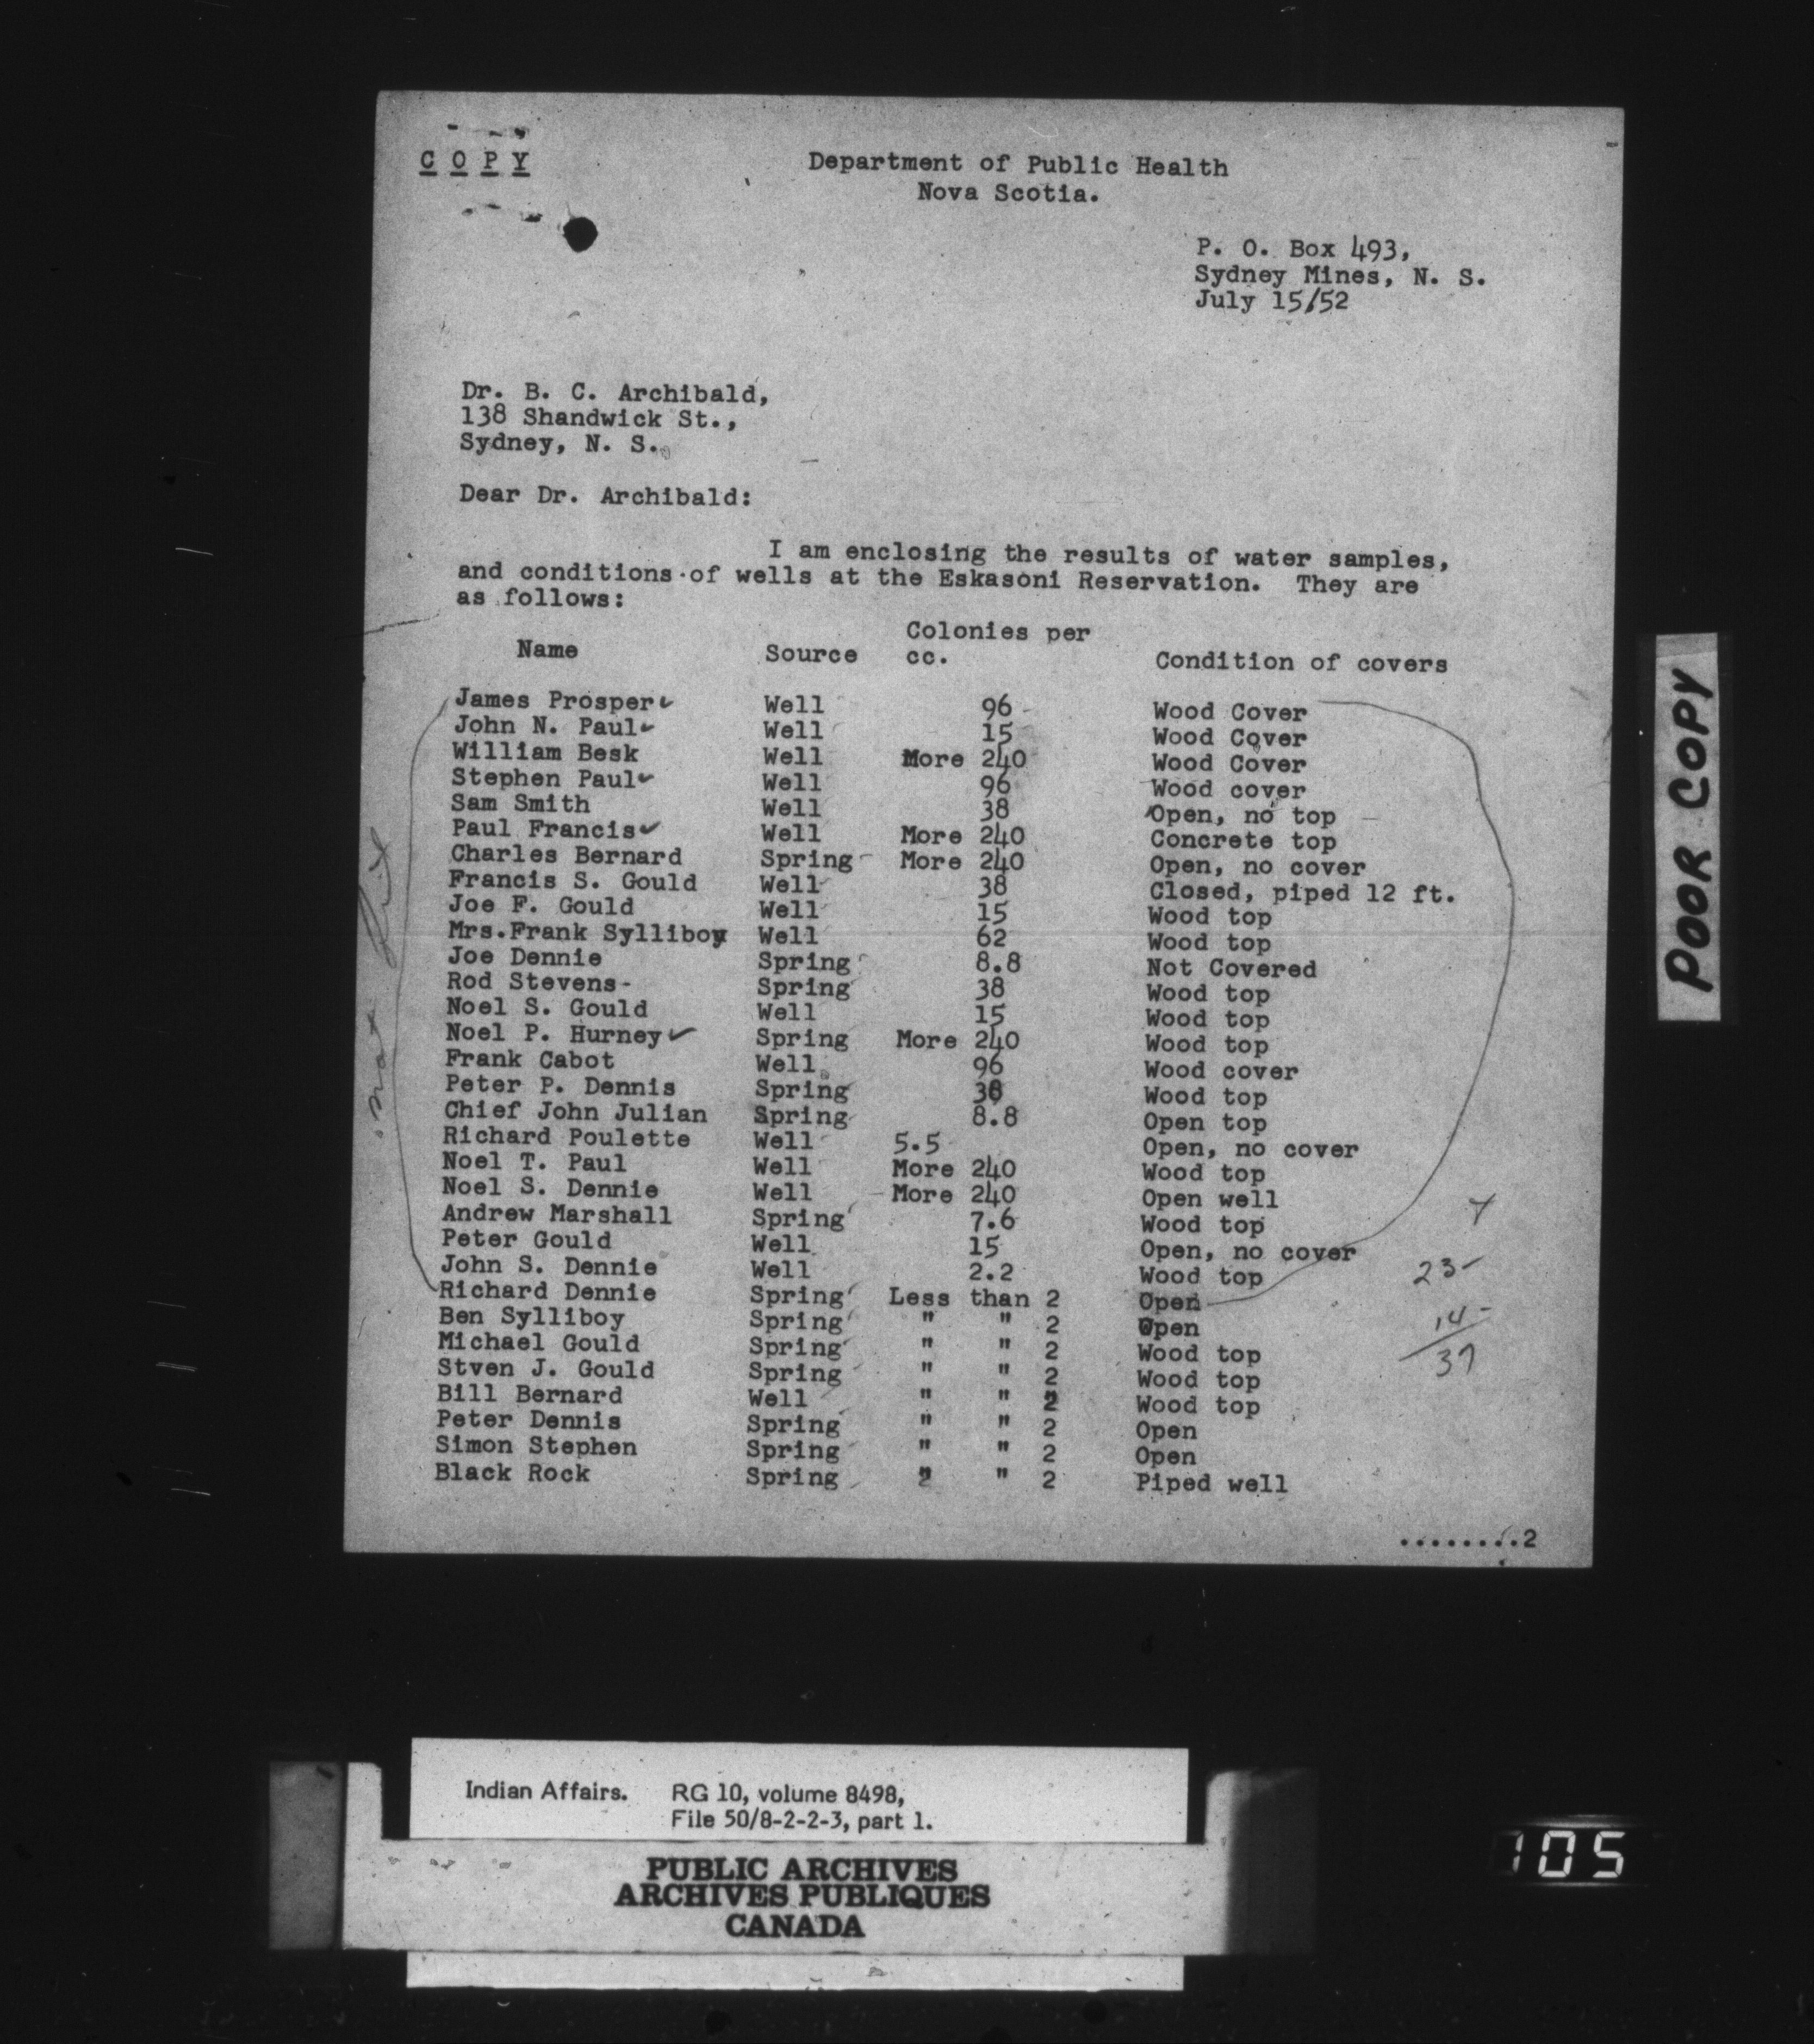 C O P Y
Department of Public Health
Nova Scotia.
P. O. Box 493,
Sydney Mines, N. S.
July 15/52
Dr. B. C. Archibald,
138 Shandwick St.,
Sydney, N. S.
Dear Dr. Archibald:
I am enclosing the results of water samples,
and conditions of wells at the Eskasoni Reservation. They are
as follows:
Name Source Colonies per cc. Condition of covers
James Prosper ✓ Well 96 Wood Cover
John N. Paul ✓ Well 15 Wood Cover
William Besk Well More 240 Wood Cover
Stephen Paul ✓ Well 96 Wood cover
Sam Smith Well 38 Open, no top
Paul Francis ✓ Well More 240 Concrete top
Charles Bernard Spring More 240 Open, no cover
Francis S. Gould Well 38 Closed, piped 12 ft.
Joe F. Gould Well 15 Wood top
Mrs.Frank Sylliboy Well 62 Wood top
Joe Dennie Spring 8.8 Not Covered
Rod Stevens- Spring 38 Wood top
Noel S. Gould Well 15 Wood top
Noel P. Hurney ✓ Spring More 240 Wood top
Frank Cabot Well 96 Wood cover
Peter P. Dennis Spring 38 Wood top
Chief John Julian Spring 8.8 Open top
Richard Poulette Well 5.5 Open, no cover
Noel T. Paul Well More 240 Wood top
Noel S. Dennie Well More 240 Open well
Andrew Marshall Spring 7.6 Wood top
Peter Gould Well 15 Open, no cover
John S. Dennie Well 2.2 Wood top
23-
Richard Dennie Spring Less than 2 Open
Ben Sylliboy Spring " " 2 Open
14-
Michael Gould Spring " " 2 Wood top
37
Stven J. Gould Spring " " 2 Wood top
Bill Bernard Well " " 2 Wood top
Peter Dennis Spring " " 2 Open
Simon Stephen Spring " " 2 Open
Black Rock Spring " " 2 Piped well
........2
POOR COPY
Indian Affairs. RG 10, volume 8498,
File 50/8-2-2-3, part 1.
PUBLIC ARCHIVES
ARCHIVES PUBLIQUES
CANADA
105